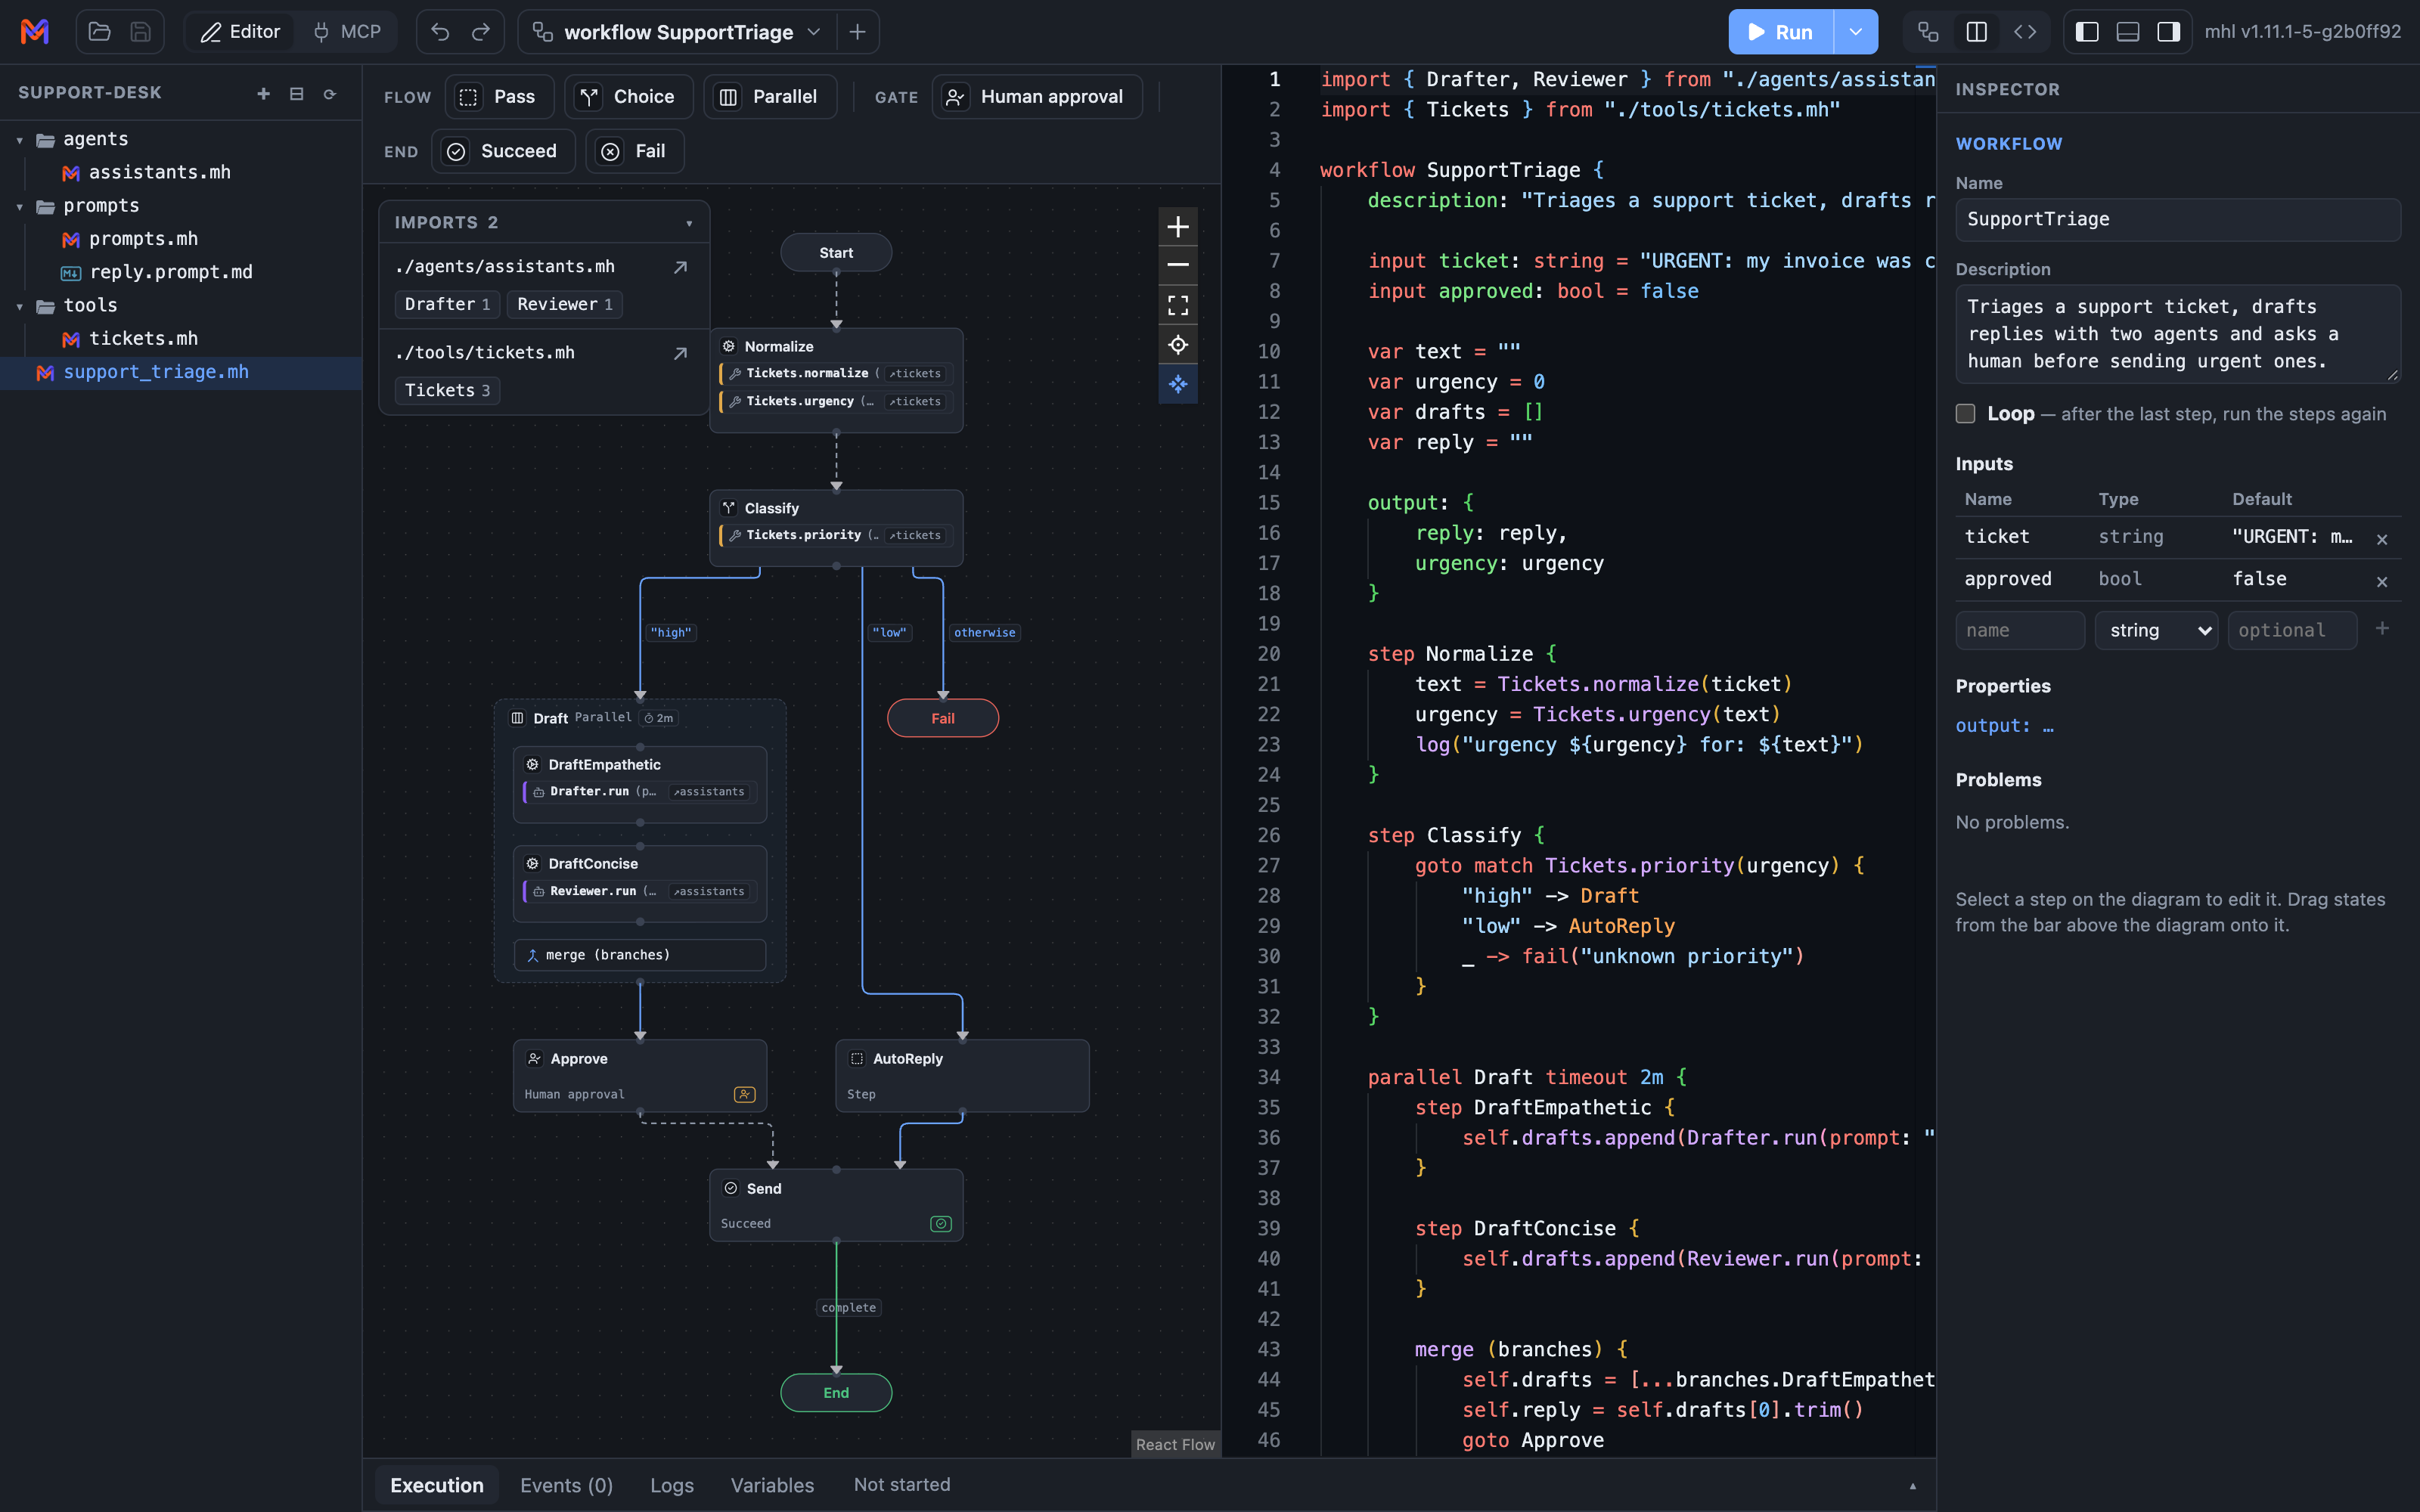 Editor
MCP
workflow SupportTriage
Run
mhl v1.11.1-5-g2b0ff92
SUPPORT-DESK
agents
assistants.mh
prompts
prompts.mh
reply.prompt.md
tools
tickets.mh
support_triage.mh
FLOW
Pass
Choice
Parallel
GATE
Human approval
END
Succeed
Fail
IMPORTS 2
./agents/assistants.mh
Drafter 1
Reviewer 1
./tools/tickets.mh
Tickets 3
Start
Normalize
Tickets.normalize ( ↗tickets
Tickets.urgency (… ↗tickets
Classify
Tickets.priority (… ↗tickets
"high"
"low"
otherwise
Draft Parallel 2m
Fail
DraftEmpathetic
Drafter.run (p… ↗assistants
DraftConcise
Reviewer.run (… ↗assistants
merge (branches)
Approve
Human approval
AutoReply
Step
Send
Succeed
complete
End
React Flow
1 import { Drafter, Reviewer } from "./agents/assistan
2 import { Tickets } from "./tools/tickets.mh"
3
4 workflow SupportTriage {
5 description: "Triages a support ticket, drafts r
6
7 input ticket: string = "URGENT: my invoice was c
8 input approved: bool = false
9
10 var text = ""
11 var urgency = 0
12 var drafts = []
13 var reply = ""
14
15 output: {
16 reply: reply,
17 urgency: urgency
18 }
19
20 step Normalize {
21 text = Tickets.normalize(ticket)
22 urgency = Tickets.urgency(text)
23 log("urgency ${urgency} for: ${text}")
24 }
25
26 step Classify {
27 goto match Tickets.priority(urgency) {
28 "high" -> Draft
29 "low" -> AutoReply
30 _ -> fail("unknown priority")
31 }
32 }
33
34 parallel Draft timeout 2m {
35 step DraftEmpathetic {
36 self.drafts.append(Drafter.run(prompt: "
37 }
38
39 step DraftConcise {
40 self.drafts.append(Reviewer.run(prompt:
41 }
42
43 merge (branches) {
44 self.drafts = [...branches.DraftEmpathet
45 self.reply = self.drafts[0].trim()
46 goto Approve
INSPECTOR
WORKFLOW
Name
SupportTriage
Description
Triages a support ticket, drafts
replies with two agents and asks a
human before sending urgent ones.
Loop — after the last step, run the steps again
Inputs
Name Type Default
ticket string "URGENT: m… ×
approved bool false ×
name string optional +
Properties
output: …
Problems
No problems.
Select a step on the diagram to edit it. Drag states
from the bar above the diagram onto it.
Execution
Events (0)
Logs
Variables
Not started